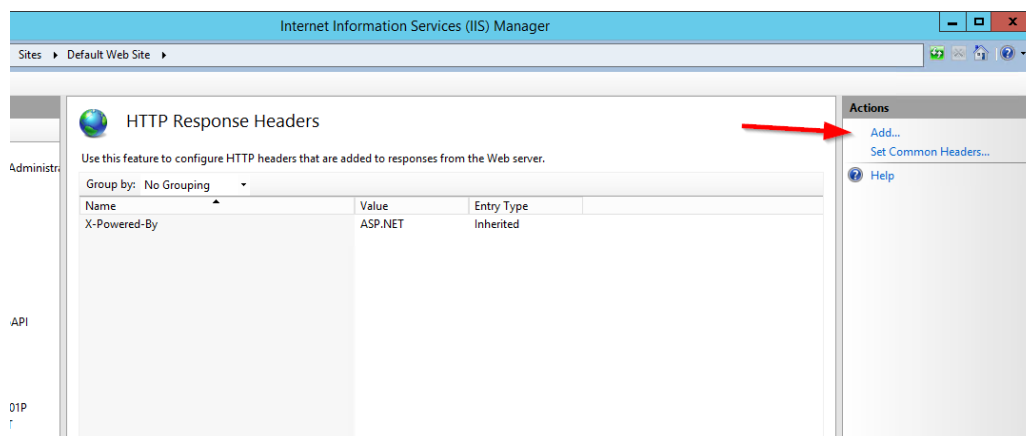 Internet Information Services (IIS) Manager
Sites Default Web Site
HTTP Response Headers
Use this feature to configure HTTP headers that are added to responses from the Web server.
Group by: No Grouping
Name Value Entry Type
X-Powered-By ASP.NET Inherited
Actions
Add...
Set Common Headers...
Help
Administra
API
01P